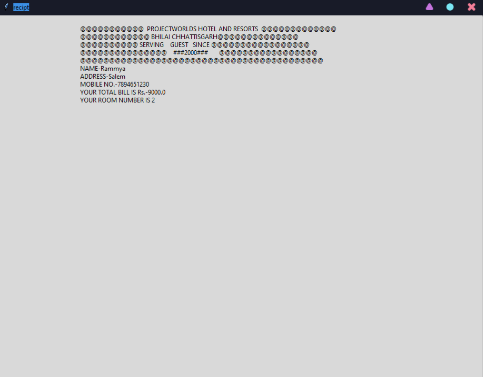 recipt
@@@@@@@@@@@ PROJECTWORLDS HOTEL AND RESORTS @@@@@@@@@@@@@
@@@@@@@@@@@@ BHILAI CHHATTISGARH@@@@@@@@@@@@@@
@@@@@@@@@@ SERVING GUEST SINCE @@@@@@@@@@@@@@@@@
@@@@@@@@@@@@@@@ ###2000### @@@@@@@@@@@@@@@@@
@@@@@@@@@@@@@@@@@@@@@@@@@@@@@@@@@@@@@@@@@@
NAME-Rammya
ADDRESS-Salem
MOBILE NO.-7894651230
YOUR TOTAL BILL IS Rs.-9000.0
YOUR ROOM NUMBER IS 2